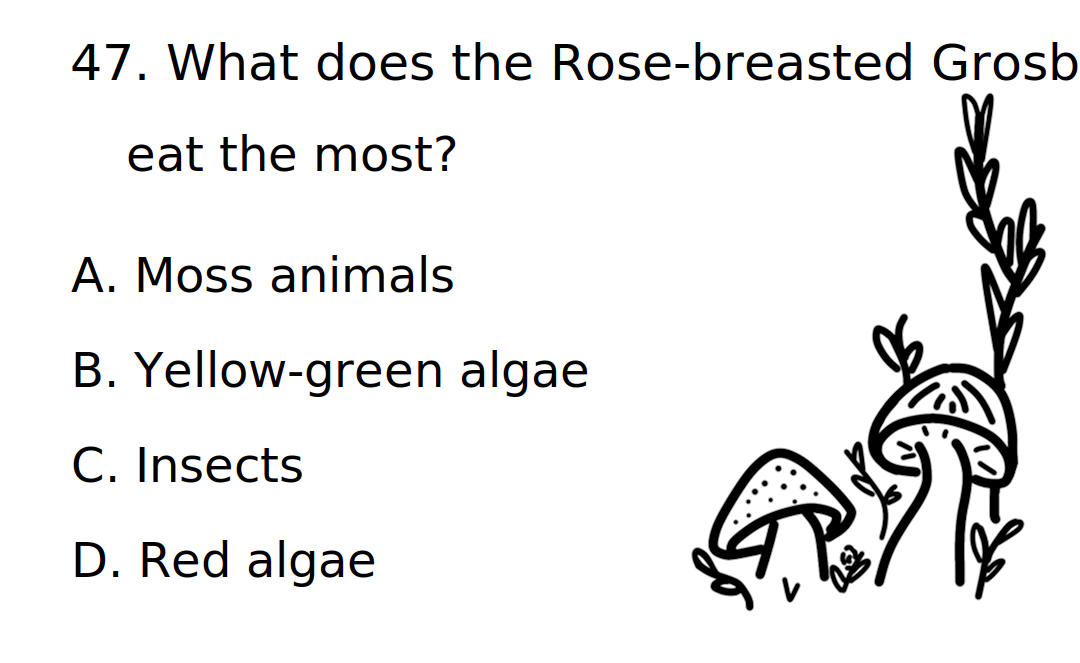 47. What does the Rose-breasted Grosb
eat the most?
A. Moss animals
B. Yellow-green algae
C. Insects
D. Red algae